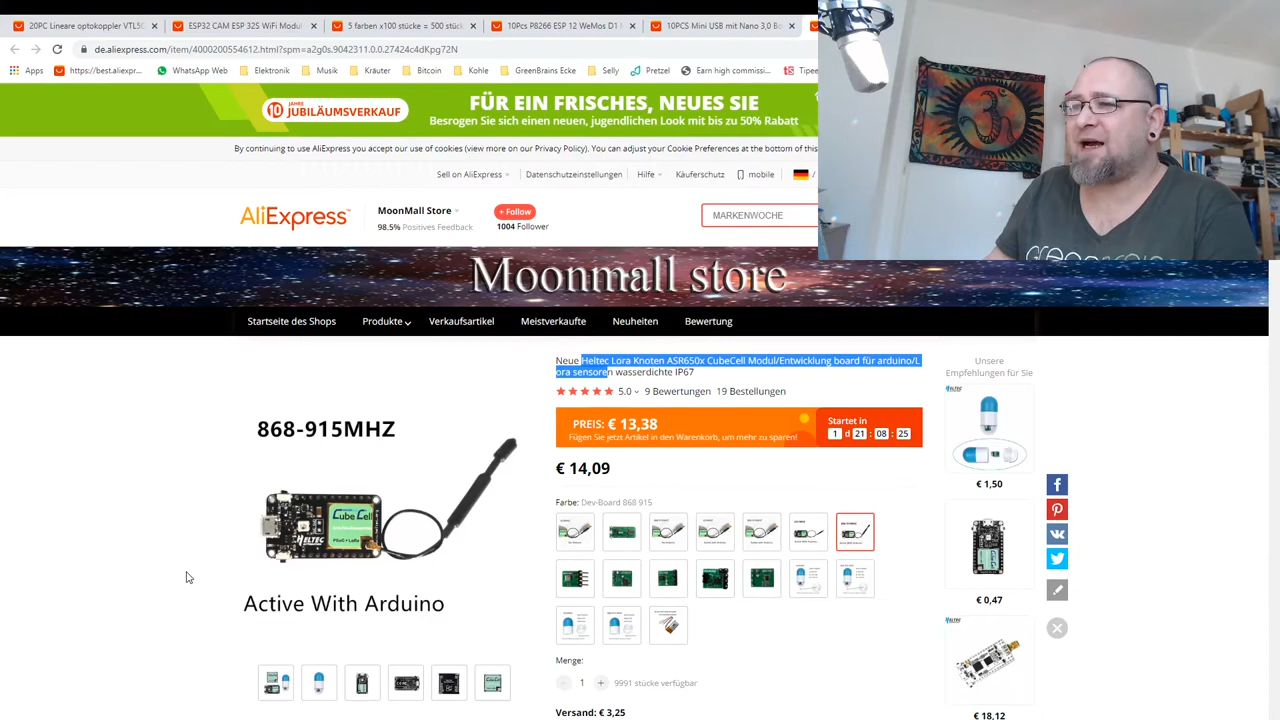 20PC Lineare optokoppler VTL5C
ESP32 CAM ESP 32S WiFi Modul
5 farben x100 stücke = 500 stück
10Pcs P8266 ESP 12 WeMos D1 M
10PCS Mini USB mit Nano 3,0 Bo
de.aliexpress.com/item/4000200554612.html?spm=a2g0s.9042311.0.0.27424c4dKpg72N
Apps
https://best.aliexpr...
WhatsApp Web
Elektronik
Musik
Kräuter
Bitcoin
Kohle
GreenBrains Ecke
Selly
Pretzel
Earn high commissi...
Tipee
10 JAHRE
JUBILÄUMSVERKAUF
FÜR EIN FRISCHES, NEUES SIE
Besrogen Sie sich einen neuen, jugendlichen Look mit bis zu 50% Rabatt
By continuing to use AliExpress you accept our use of cookies (view more on our Privacy Policy). You can adjust your Cookie Preferences at the bottom of this
Sell on AliExpress
Datenschutzeinstellungen
Hilfe
Käuferschutz
mobile
/
AliExpress
MoonMall Store
98.5% Positives Feedback
+ Follow
1004 Follower
MARKENWOCHE
Moonmall store
Startseite des Shops
Produkte
Verkaufsartikel
Meistverkaufte
Neuheiten
Bewertung
868-915MHZ
CubeCell
HELTEC
Active With Arduino
Neue Heltec Lora Knoten ASR650x CubeCell Modul/Entwicklung board für arduino/L
ora sensoren wasserdichte IP67
5.0
9 Bewertungen
19 Bestellungen
PREIS: € 13,38
Fügen Sie jetzt Artikel in den Warenkorb, um mehr zu sparen!
Startet in
1 d 21 : 08 : 25
€ 14,09
Farbe: Dev-Board 868 915
Menge:
1
9991 stücke verfügbar
Versand: € 3,25
Unsere
Empfehlungen für Sie
€ 1,50
€ 0,47
€ 18,12